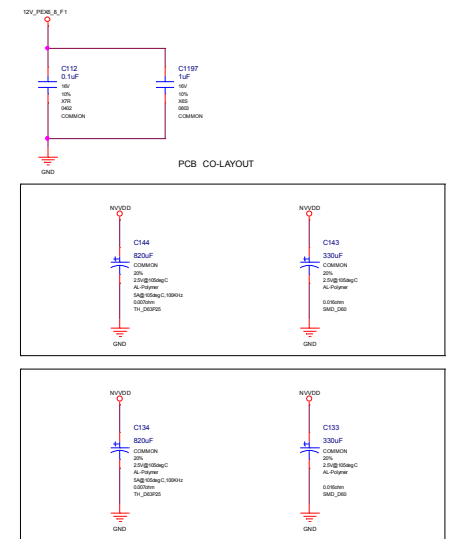 12V_PEX6_8_F1
C112
0.1uF
16V
10%
X7R
0402
COMMON
C1197
1uF
16V
10%
X6S
0603
COMMON
GND
PCB CO-LAYOUT
NVVDD
C144
820uF
COMMON
20%
2.5V@105degC
AL-Polymer
5A@105degC,100KHz
0.007ohm
TH_D63P25
GND
NVVDD
C143
330uF
COMMON
20%
2.5V@105degC
AL-Polymer
0.016ohm
SMD_D60
GND
NVVDD
C134
820uF
COMMON
20%
2.5V@105degC
AL-Polymer
5A@105degC,100KHz
0.007ohm
TH_D63P25
GND
NVVDD
C133
330uF
COMMON
20%
2.5V@105degC
AL-Polymer
0.016ohm
SMD_D60
GND